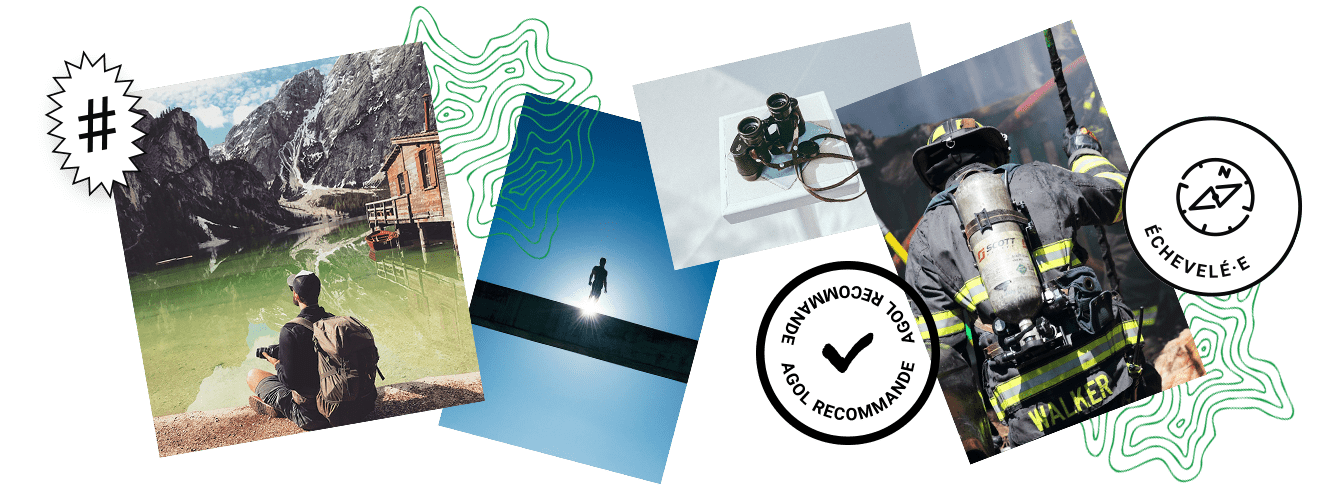 #
SCOTT
WALKER
AGOL RECOMMANDE
AGOL RECOMMANDE
N
ÉCHEVELÉ·E